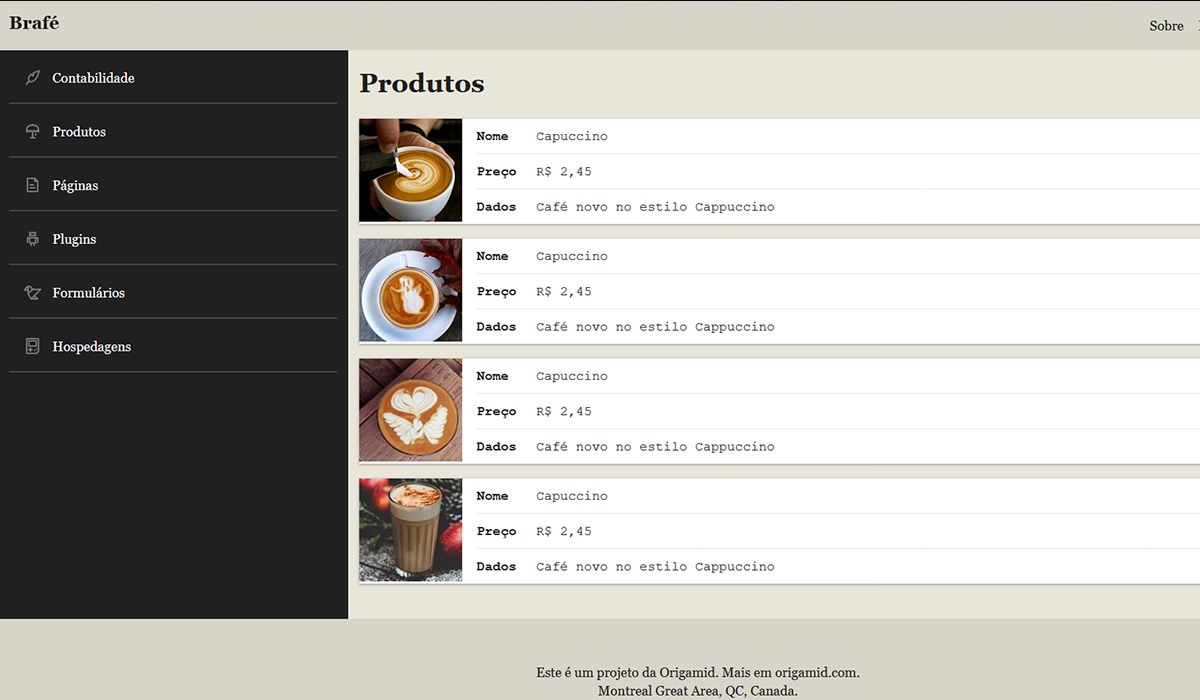 Brafé
Sobre
Contabilidade
Produtos
Páginas
Plugins
Formulários
Hospedagens
Produtos
Nome Capuccino
Preço R$ 2,45
Dados Café novo no estilo Cappuccino
Nome Capuccino
Preço R$ 2,45
Dados Café novo no estilo Cappuccino
Nome Capuccino
Preço R$ 2,45
Dados Café novo no estilo Cappuccino
Nome Capuccino
Preço R$ 2,45
Dados Café novo no estilo Cappuccino
Este é um projeto da Origamid. Mais em origamid.com.
Montreal Great Area, QC, Canada.